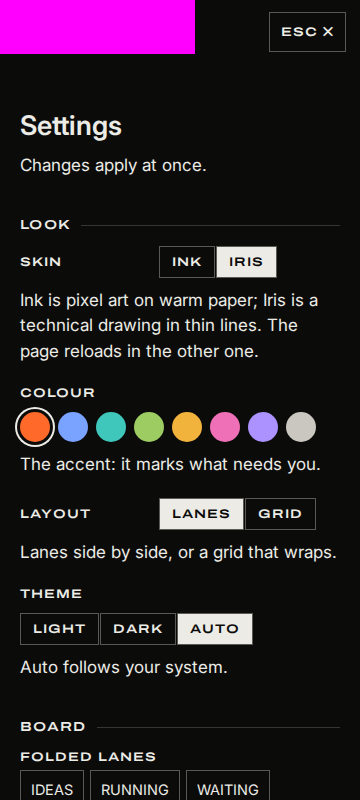 ESC ✕
Settings
Changes apply at once.
LOOK
SKIN
INK IRIS
Ink is pixel art on warm paper; Iris is a
technical drawing in thin lines. The
page reloads in the other one.
COLOUR
The accent: it marks what needs you.
LAYOUT
LANES GRID
Lanes side by side, or a grid that wraps.
THEME
LIGHT DARK AUTO
Auto follows your system.
BOARD
FOLDED LANES
IDEAS RUNNING WAITING